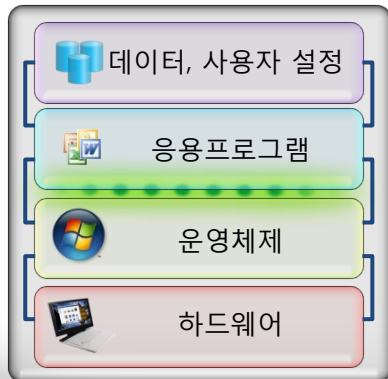 데이터, 사용자 설정
응용프로그램
운영체제
하드웨어